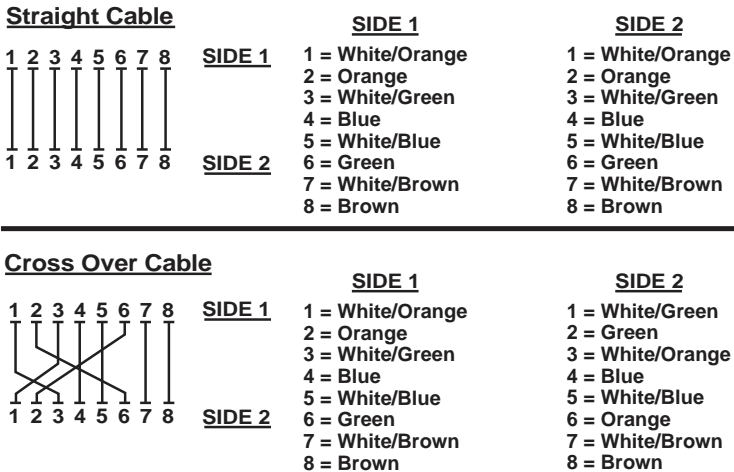 Straight Cable
1 2 3 4 5 6 7 8 SIDE 1
1 2 3 4 5 6 7 8 SIDE 2
SIDE 1
1 = White/Orange
2 = Orange
3 = White/Green
4 = Blue
5 = White/Blue
6 = Green
7 = White/Brown
8 = Brown
SIDE 2
1 = White/Orange
2 = Orange
3 = White/Green
4 = Blue
5 = White/Blue
6 = Green
7 = White/Brown
8 = Brown
Cross Over Cable
1 2 3 4 5 6 7 8 SIDE 1
1 2 3 4 5 6 7 8 SIDE 2
SIDE 1
1 = White/Orange
2 = Orange
3 = White/Green
4 = Blue
5 = White/Blue
6 = Green
7 = White/Brown
8 = Brown
SIDE 2
1 = White/Green
2 = Green
3 = White/Orange
4 = Blue
5 = White/Blue
6 = Orange
7 = White/Brown
8 = Brown